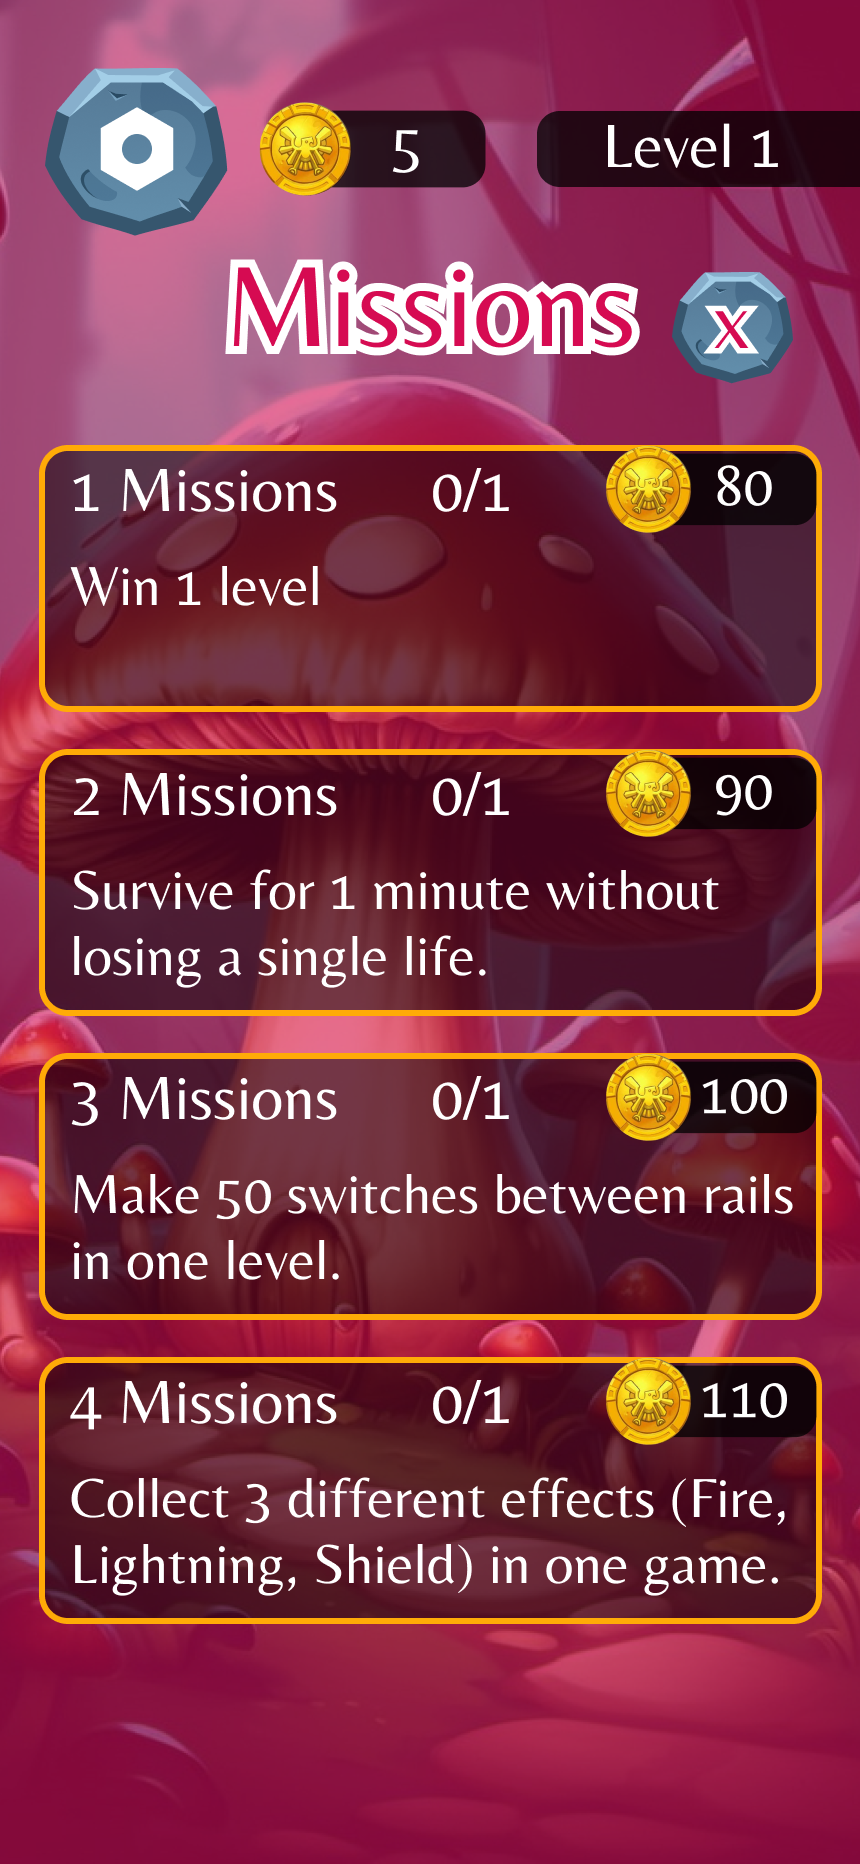 5
Level 1
Missions
X
1 Missions 0/1 80
Win 1 level
2 Missions 0/1 90
Survive for 1 minute without
losing a single life.
3 Missions 0/1 100
Make 50 switches between rails
in one level.
4 Missions 0/1 110
Collect 3 different effects (Fire,
Lightning, Shield) in one game.